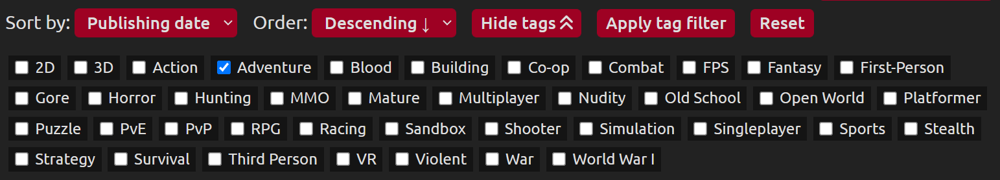 Sort by: Publishing date Order: Descending ↓ Hide tags Apply tag filter Reset
2D 3D Action Adventure Blood Building Co-op Combat FPS Fantasy First-Person
Gore Horror Hunting MMO Mature Multiplayer Nudity Old School Open World Platformer
Puzzle PvE PvP RPG Racing Sandbox Shooter Simulation Singleplayer Sports Stealth
Strategy Survival Third Person VR Violent War World War I